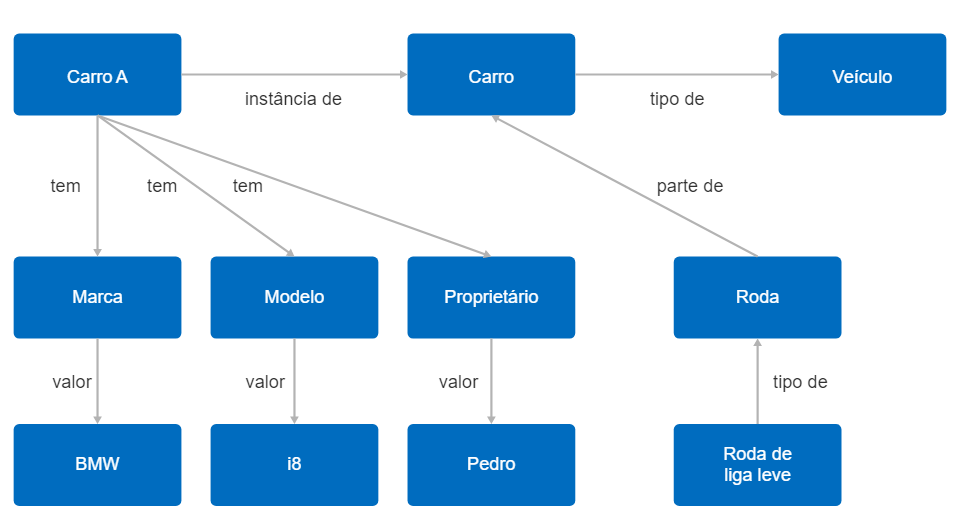 Carro A
Carro
Veículo
instância de
tipo de
tem
tem
tem
parte de
Marca
Modelo
Proprietário
Roda
valor
valor
valor
tipo de
BMW
i8
Pedro
Roda de
liga leve